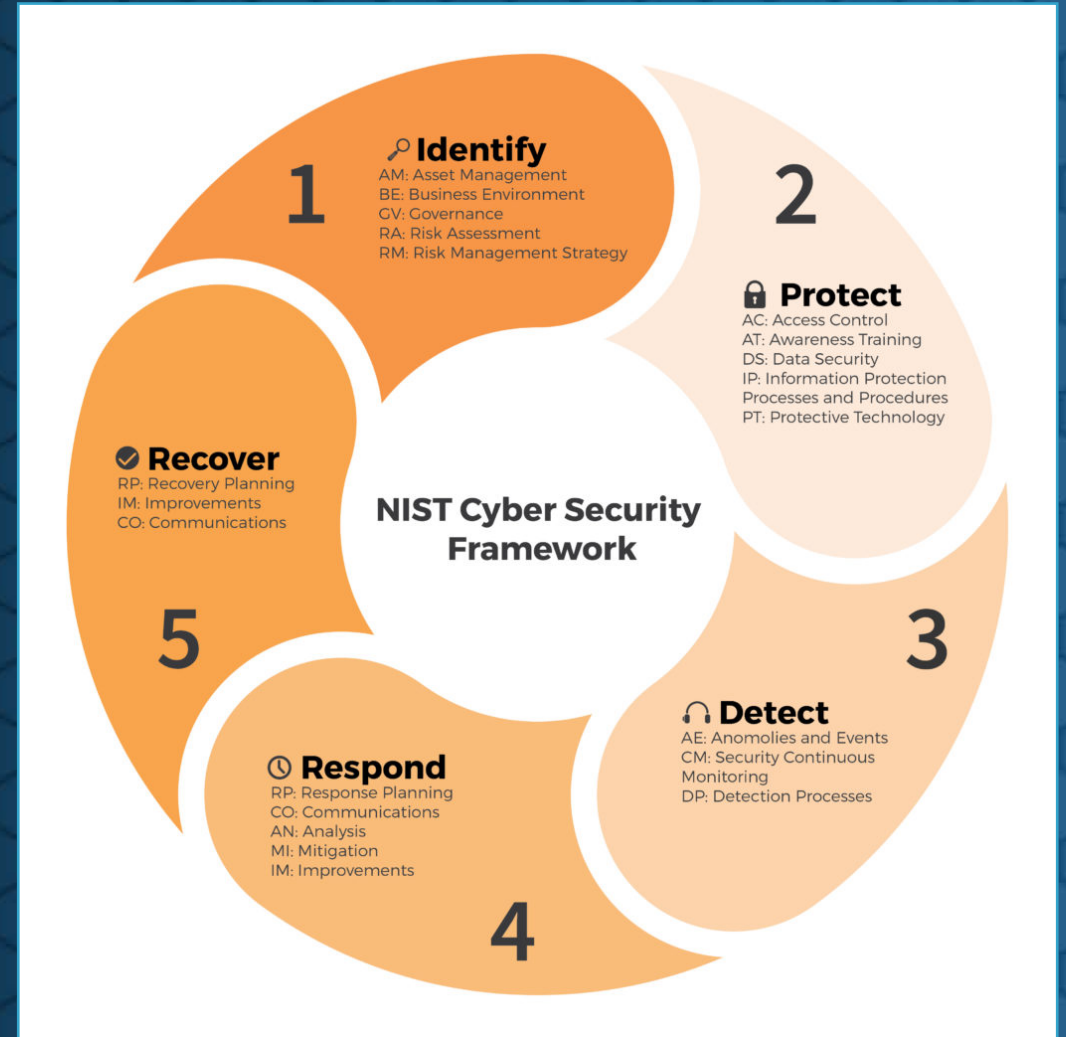 1
Identify
AM: Asset Management
BE: Business Environment
GV: Governance
RA: Risk Assessment
RM: Risk Management Strategy
2
Protect
AC: Access Control
AT: Awareness Training
DS: Data Security
IP: Information Protection
Processes and Procedures
PT: Protective Technology
3
Detect
AE: Anomolies and Events
CM: Security Continuous
Monitoring
DP: Detection Processes
4
Respond
RP: Response Planning
CO: Communications
AN: Analysis
MI: Mitigation
IM: Improvements
5
Recover
RP: Recovery Planning
IM: Improvements
CO: Communications
NIST Cyber Security
Framework